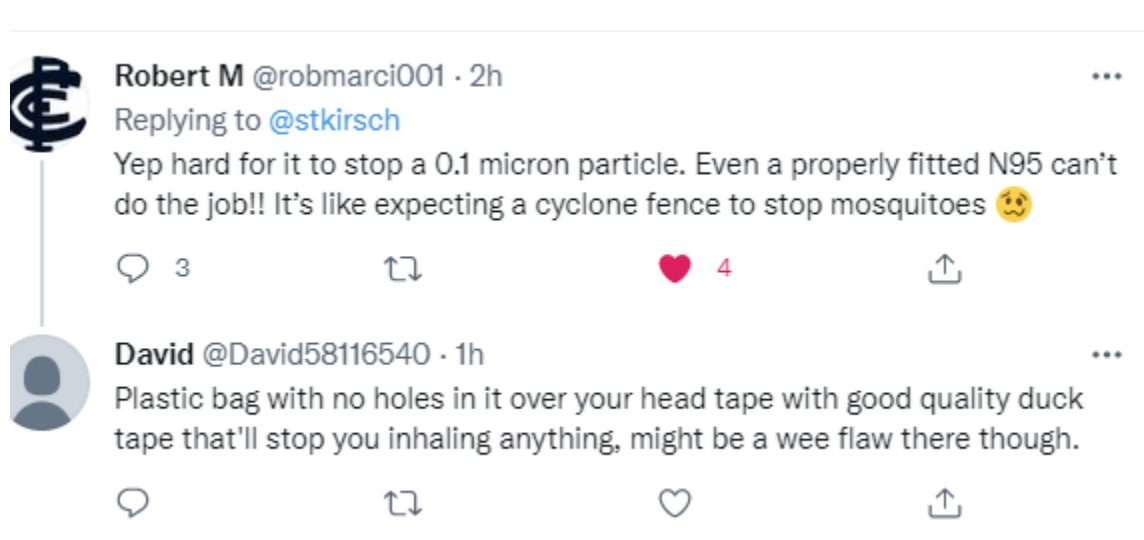 Robert M @robmarci001 · 2h
Replying to @stkirsch
Yep hard for it to stop a 0.1 micron particle. Even a properly fitted N95 can't
do the job!! It's like expecting a cyclone fence to stop mosquitoes 🥴
3 4
David @David58116540 · 1h
Plastic bag with no holes in it over your head tape with good quality duck
tape that'll stop you inhaling anything, might be a wee flaw there though.